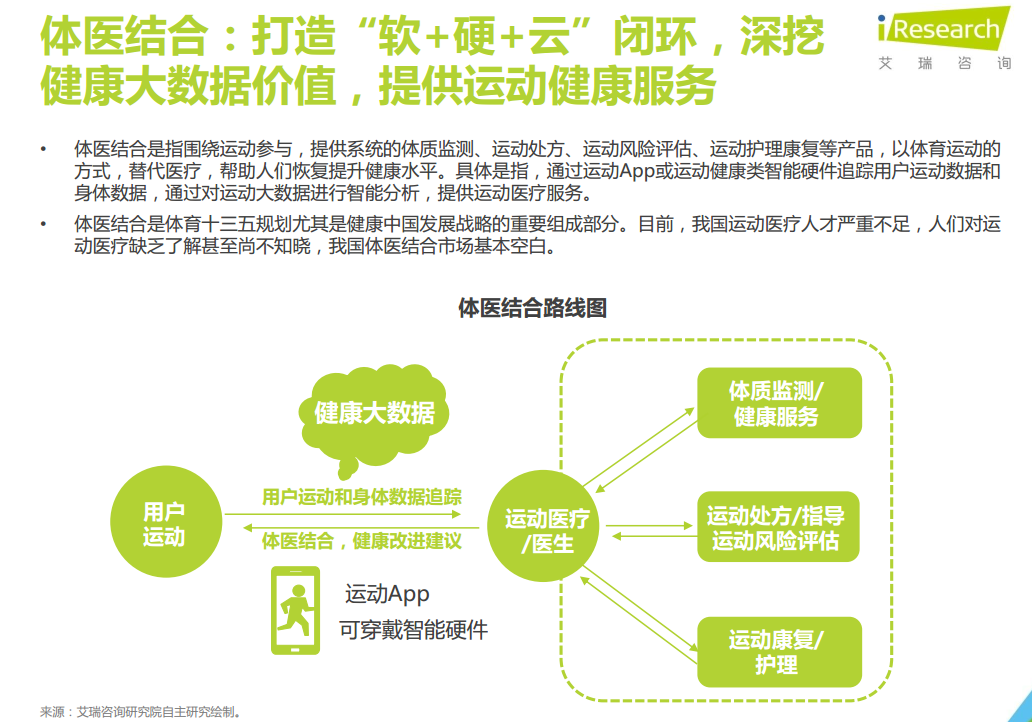 体医结合：打造“软+硬+云”闭环，深挖
健康大数据价值，提供运动健康服务
iResearch
艾瑞咨询
• 体医结合是指围绕运动参与，提供系统的体质监测、运动处方、运动风险评估、运动护理康复等产品，以体育运动的
方式，替代医疗，帮助人们恢复提升健康水平。具体是指，通过运动App或运动健康类智能硬件追踪用户运动数据和
身体数据，通过对运动大数据进行智能分析，提供运动医疗服务。
• 体医结合是体育十三五规划尤其是健康中国发展战略的重要组成部分。目前，我国运动医疗人才严重不足，人们对运
动医疗缺乏了解甚至尚不知晓，我国体医结合市场基本空白。
体医结合路线图
健康大数据
用户
运动
用户运动和身体数据追踪
体医结合，健康改进建议
运动App
可穿戴智能硬件
运动医疗
/医生
体质监测/
健康服务
运动处方/指导
运动风险评估
运动康复/
护理
来源：艾瑞咨询研究院自主研究绘制。